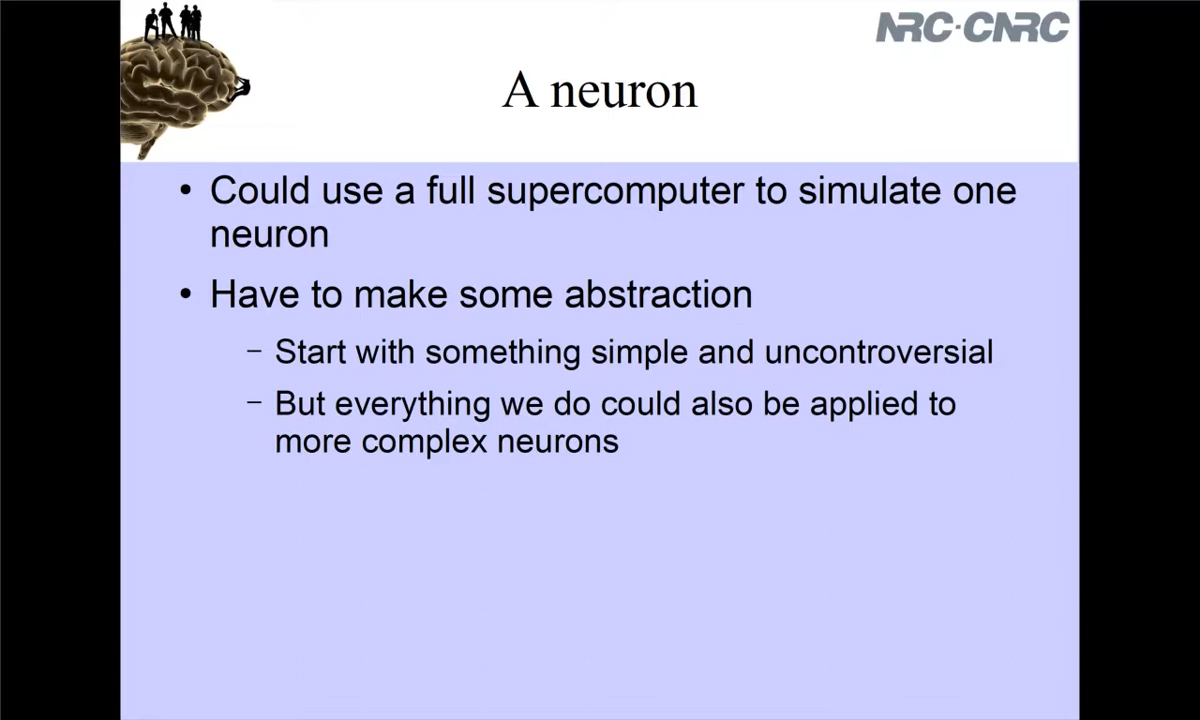 NRC·CNRC
A neuron
• Could use a full supercomputer to simulate one
neuron
• Have to make some abstraction
– Start with something simple and uncontroversial
– But everything we do could also be applied to
more complex neurons